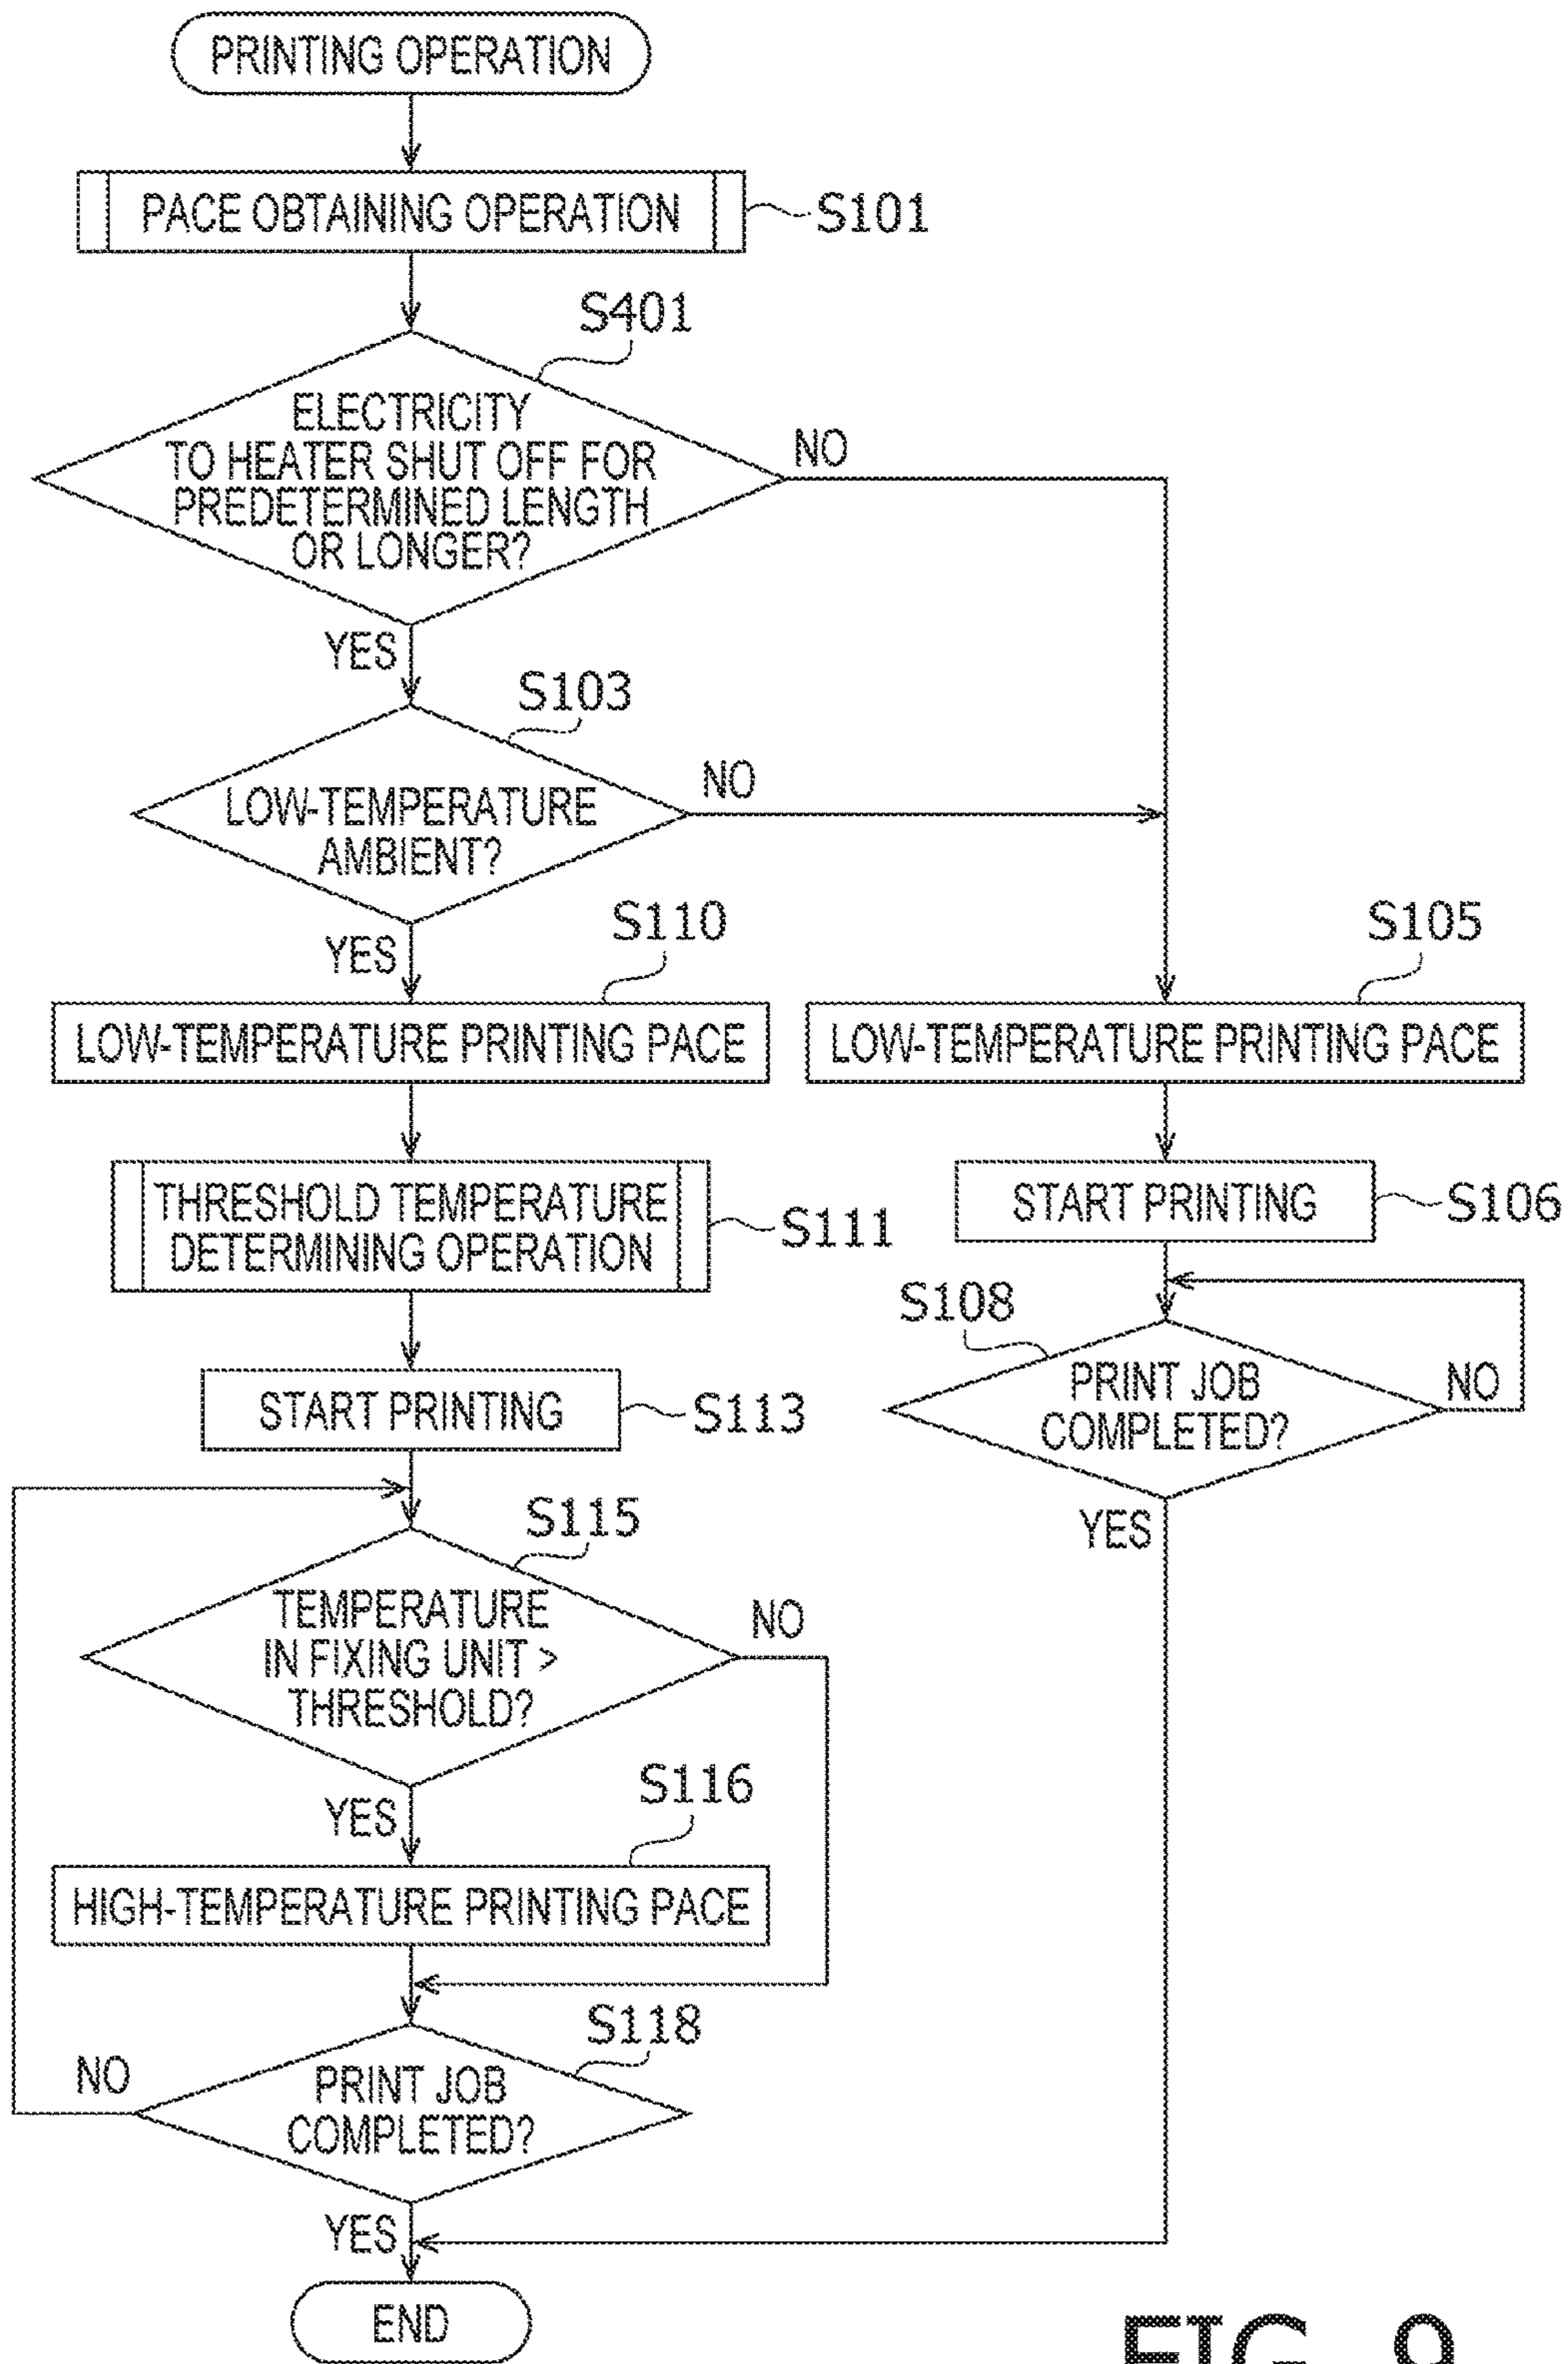 PRINTING OPERATION
PACE OBTAINING OPERATION
S101
S401
ELECTRICITY
TO HEATER SHUT OFF FOR
PREDETERMINED LENGTH
OR LONGER?
NO
YES
S103
LOW-TEMPERATURE
AMBIENT?
NO
YES
S110
LOW-TEMPERATURE PRINTING PACE
S105
LOW-TEMPERATURE PRINTING PACE
THRESHOLD TEMPERATURE
DETERMINING OPERATION
S111
START PRINTING
S106
S108
PRINT JOB
COMPLETED?
NO
YES
START PRINTING
S113
S115
TEMPERATURE
IN FIXING UNIT >
THRESHOLD?
NO
YES
S116
HIGH-TEMPERATURE PRINTING PACE
S118
PRINT JOB
COMPLETED?
NO
YES
END
FIG. 9